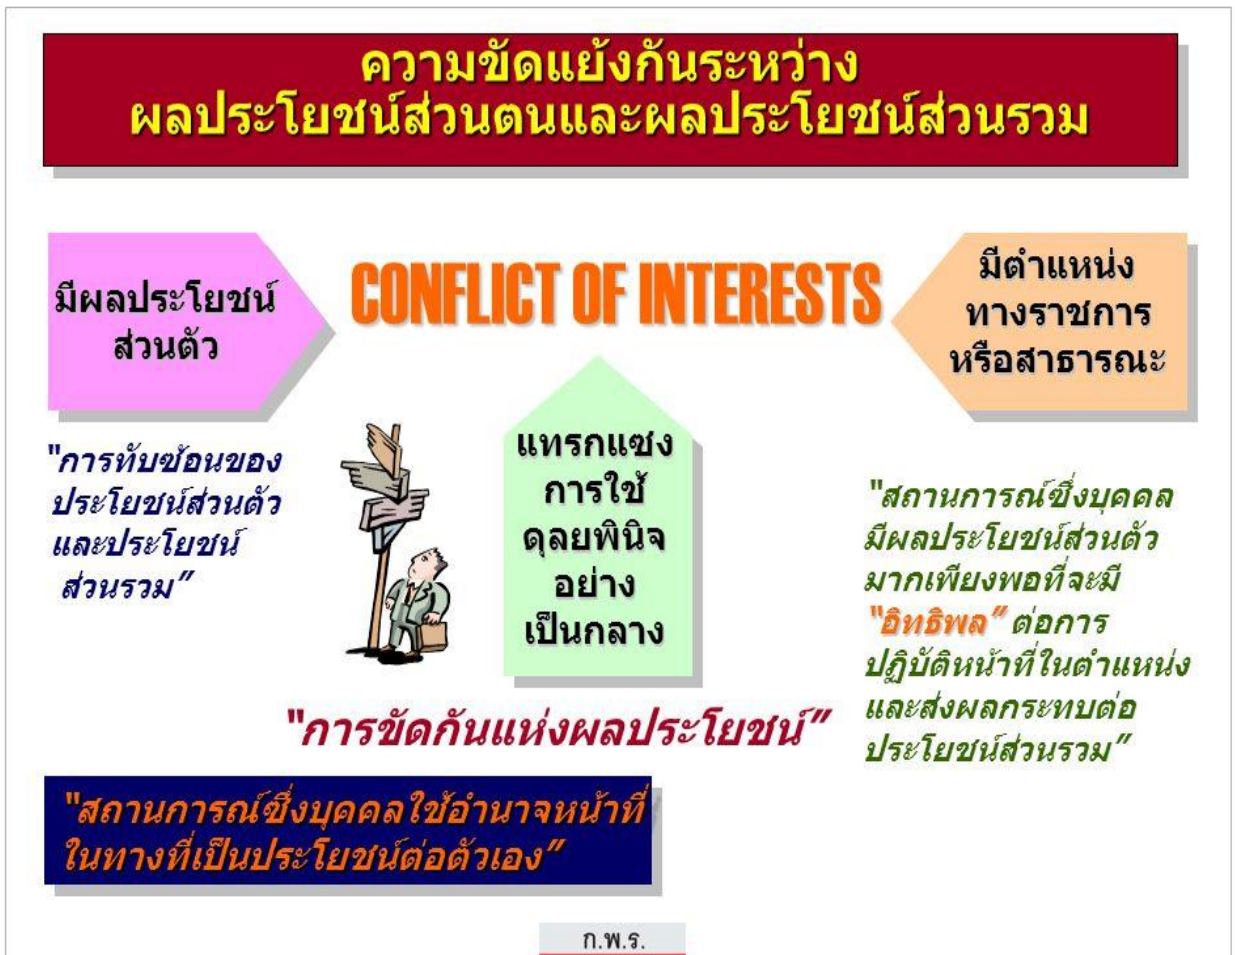 ความขัดแย้งกันระหว่าง
ผลประโยชน์ส่วนตนและผลประโยชน์ส่วนรวม
มีผลประโยชน์
ส่วนตัว
CONFLICT OF INTERESTS
มีตำแหน่ง
ทางราชการ
หรือสาธารณะ
"การทับซ้อนของ
ประโยชน์ส่วนตัว
และประโยชน์
ส่วนรวม"
แทรกแซง
การใช้
ดุลยพินิจ
อย่าง
เป็นกลาง
"สถานการณ์ซึ่งบุคคล
มีผลประโยชน์ส่วนตัว
มากเพียงพอที่จะมี
"อิทธิพล" ต่อการ
ปฏิบัติหน้าที่ในตำแหน่ง
และส่งผลกระทบต่อ
ประโยชน์ส่วนรวม"
"การขัดกันแห่งผลประโยชน์"
"สถานการณ์ซึ่งบุคคลใช้อำนาจหน้าที่
ในทางที่เป็นประโยชน์ต่อตัวเอง"
ก.พ.ร.